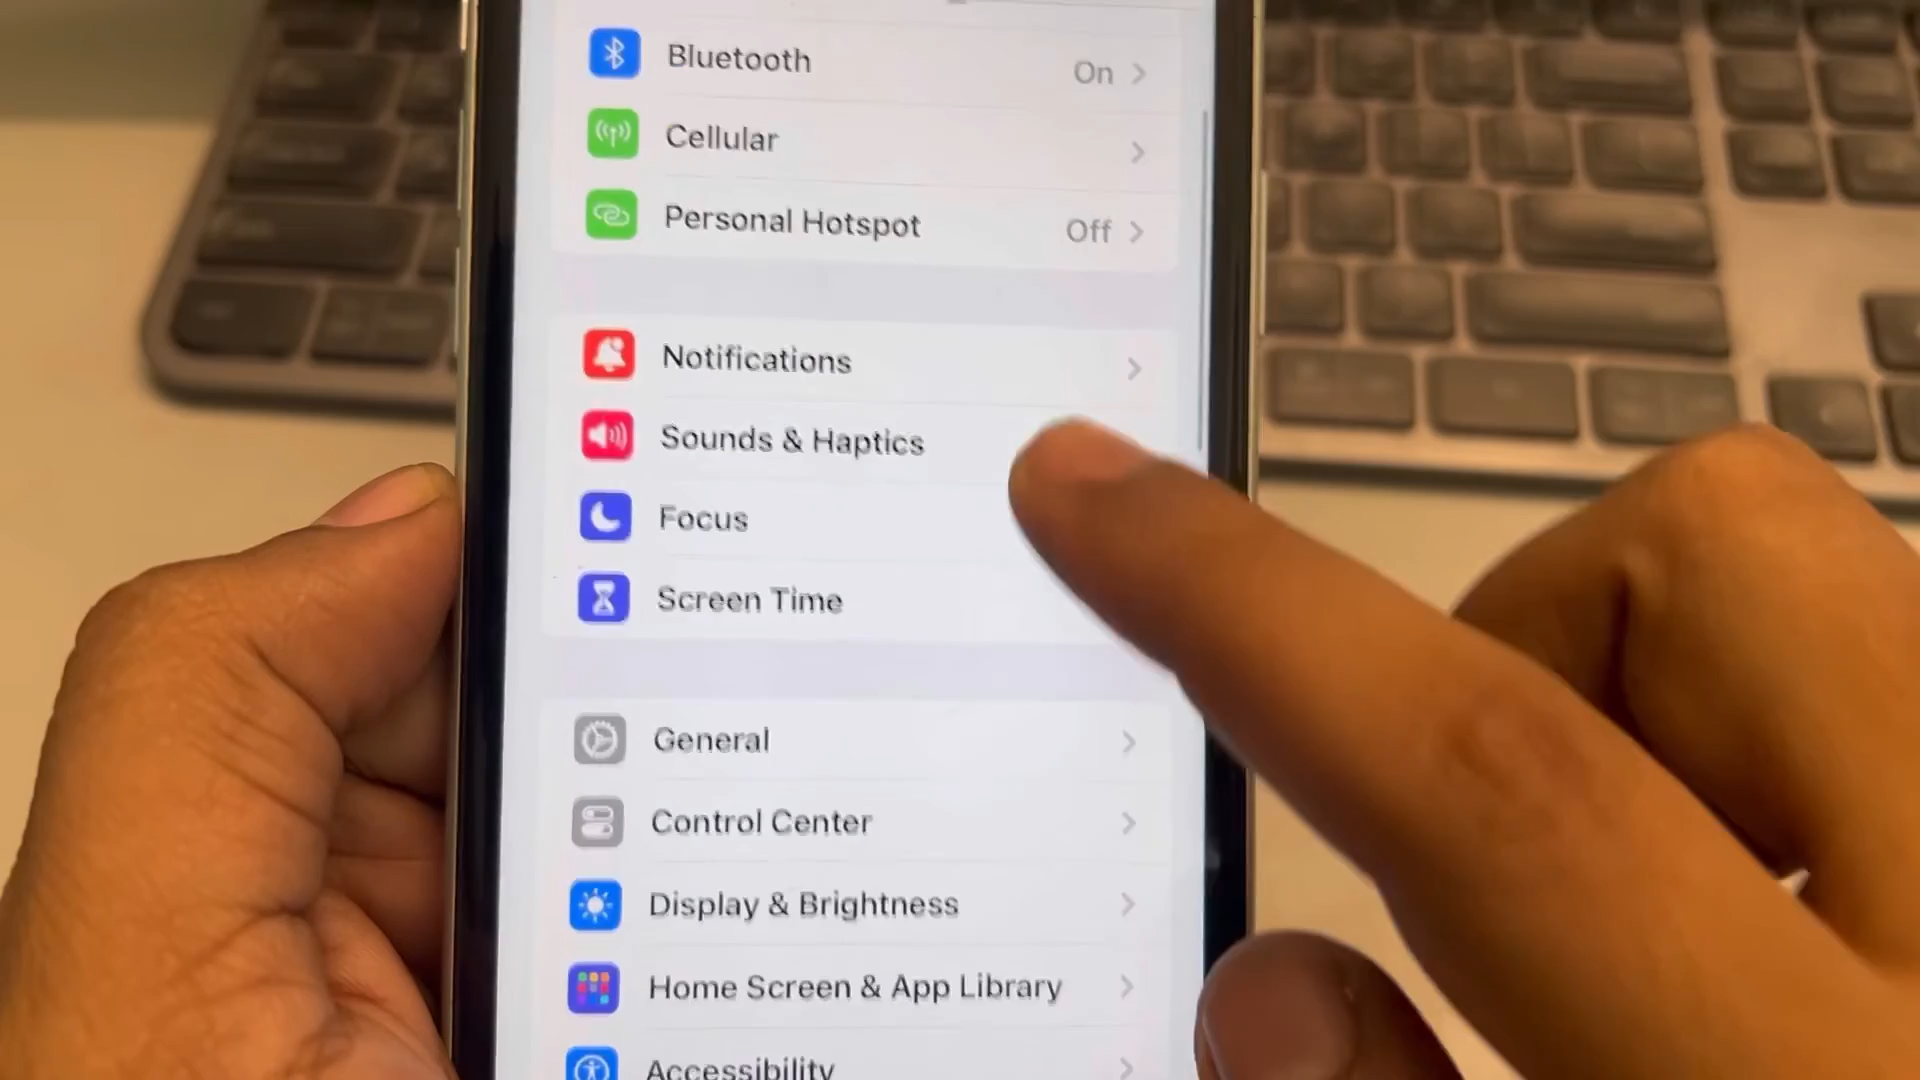 Bluetooth On
Cellular
Personal Hotspot Off
Notifications
Sounds & Haptics
Focus
Screen Time
General
Control Center
Display & Brightness
Home Screen & App Library
Accessibility